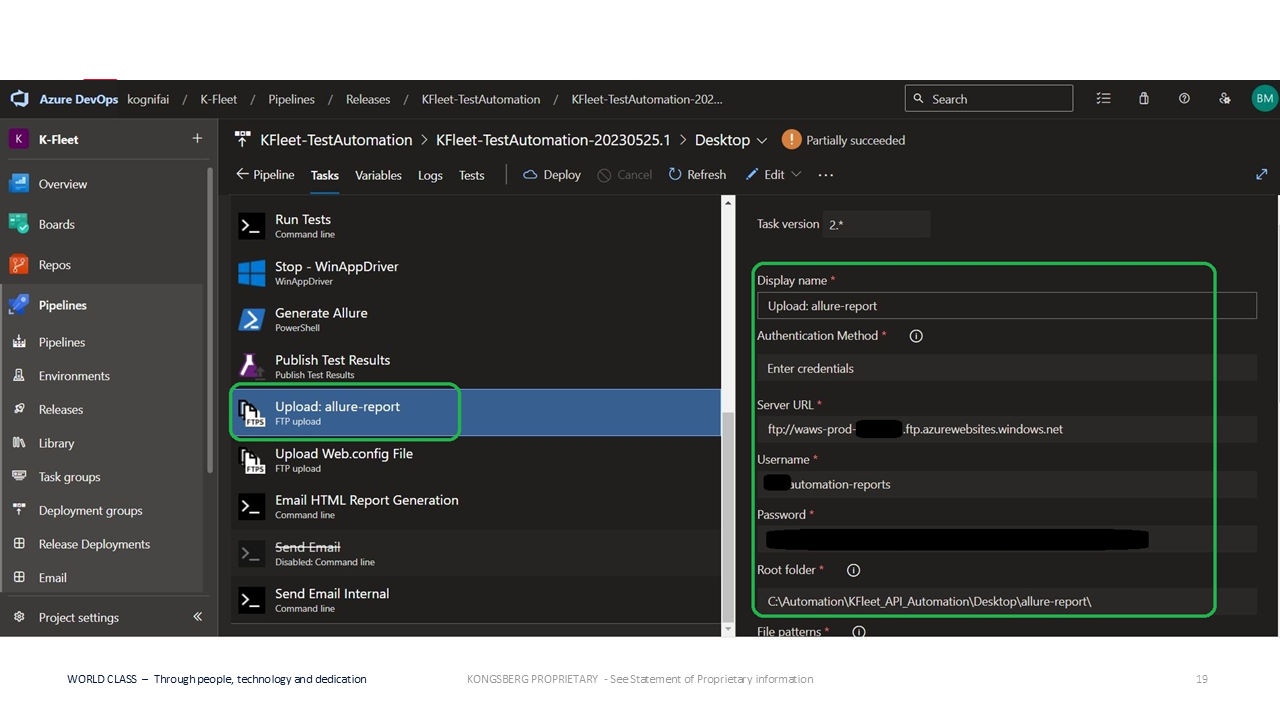 Azure DevOps kognifai / K-Fleet / Pipelines / Releases / KFleet-TestAutomation / KFleet-TestAutomation-202...
Search
BM
K K-Fleet +
KFleet-TestAutomation > KFleet-TestAutomation-20230525.1 > Desktop
! Partially succeeded
Pipeline Tasks Variables Logs Tests Deploy Cancel Refresh Edit ...
Overview
Boards
Repos
Pipelines
Pipelines
Environments
Releases
Library
Task groups
Deployment groups
Release Deployments
Email
Project settings «
Run Tests
Command line
Stop - WinAppDriver
WinAppDriver
Generate Allure
PowerShell
Publish Test Results
Publish Test Results
Upload: allure-report
FTP upload
FTPS
Upload Web.config File
FTP upload
FTPS
Email HTML Report Generation
Command line
Send Email
Disabled: Command line
Send Email Internal
Command line
Task version 2.*
Display name *
Upload: allure-report
Authentication Method *
Enter credentials
Server URL *
ftp://waws-prod- .ftp.azurewebsites.windows.net
Username *
automation-reports
Password *
Root folder *
C:\Automation\KFleet_API_Automation\Desktop\allure-report\
File patterns *
WORLD CLASS – Through people, technology and dedication
KONGSBERG PROPRIETARY - See Statement of Proprietary information
19